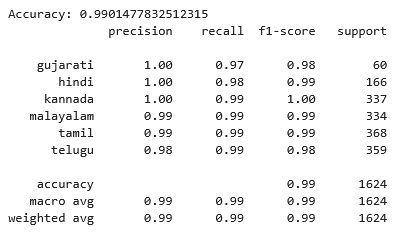 Accuracy: 0.9901477832512315
precision recall f1-score support
gujarati 1.00 0.97 0.98 60
hindi 1.00 0.98 0.99 166
kannada 1.00 0.99 1.00 337
malayalam 0.99 0.99 0.99 334
tamil 0.99 0.99 0.99 368
telugu 0.98 0.99 0.98 359
accuracy 0.99 1624
macro avg 0.99 0.99 0.99 1624
weighted avg 0.99 0.99 0.99 1624